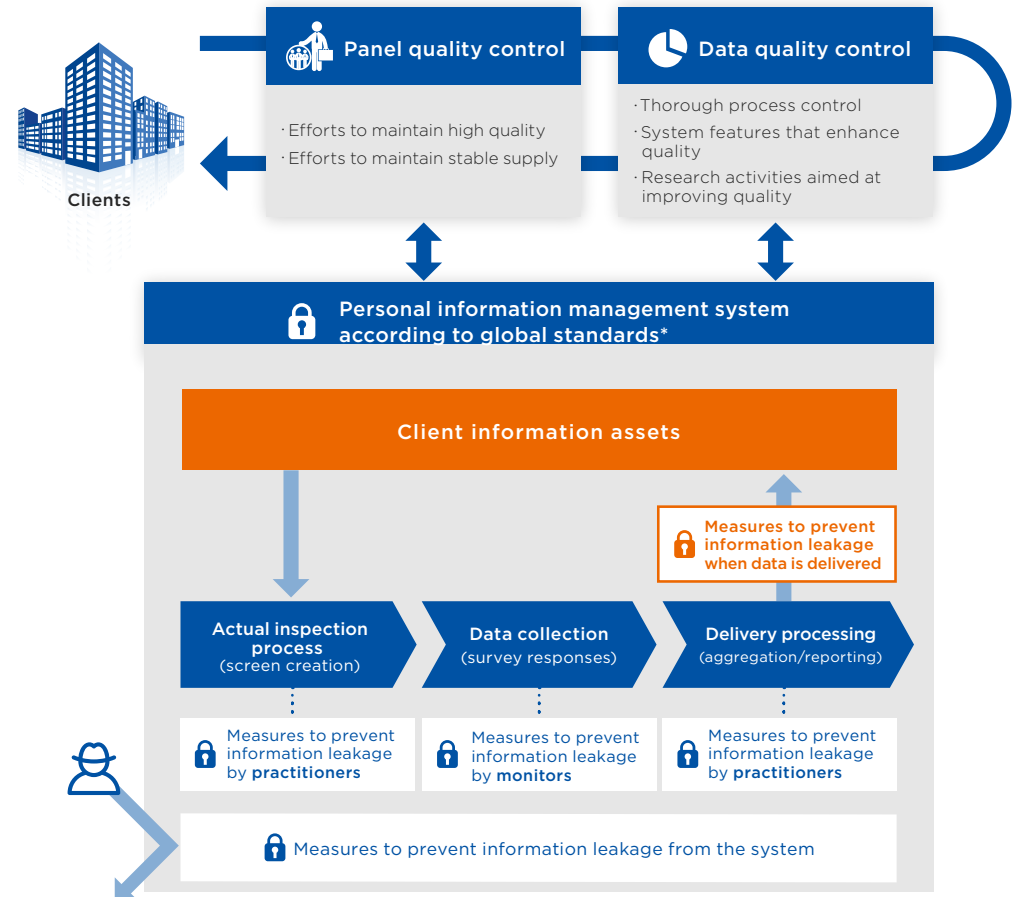 Panel quality control
Data quality control
· Efforts to maintain high quality
· Efforts to maintain stable supply
· Thorough process control
· System features that enhance
quality
· Research activities aimed at
improving quality
Clients
Personal information management system
according to global standards*
Client information assets
Measures to prevent
information leakage
when data is delivered
Actual inspection
process
(screen creation)
Data collection
(survey responses)
Delivery processing
(aggregation/reporting)
Measures to prevent
information leakage
by practitioners
Measures to prevent
information leakage
by monitors
Measures to prevent
information leakage
by practitioners
Measures to prevent information leakage from the system